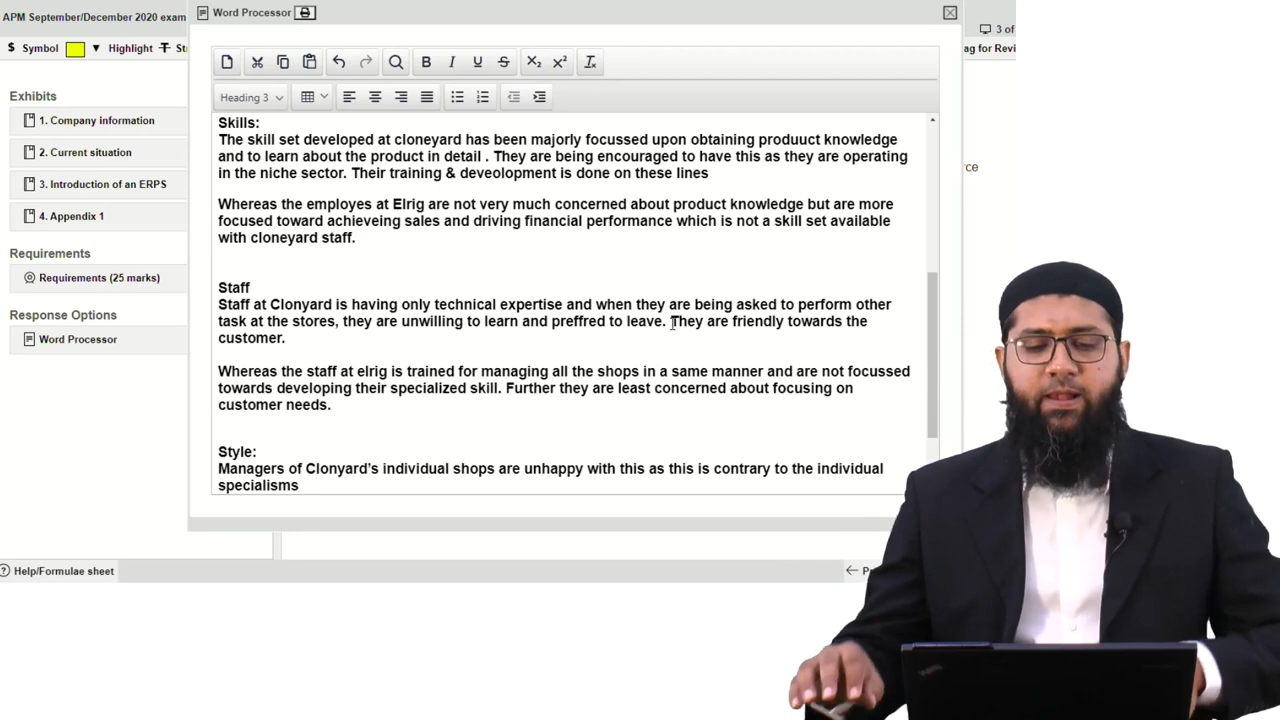 APM September/December 2020 exam
Word Processor
3 of
$ Symbol
Highlight
T
ag for Revi
Heading 3
B I U S X₂ X² Tx
Exhibits
1. Company information
2. Current situation
3. Introduction of an ERPS
4. Appendix 1
Requirements
Requirements (25 marks)
Response Options
Word Processor
Skills:
The skill set developed at cloneyard has been majorly focussed upon obtaining produuct knowledge
and to learn about the product in detail . They are being encouraged to have this as they are operating
in the niche sector. Their training & deveolopment is done on these lines
Whereas the employes at Elrig are not very much concerned about product knowledge but are more
focused toward achieveing sales and driving financial performance which is not a skill set available
with cloneyard staff.
Staff
Staff at Clonyard is having only technical expertise and when they are being asked to perform other
task at the stores, they are unwilling to learn and preffred to leave. They are friendly towards the
customer.
Whereas the staff at elrig is trained for managing all the shops in a same manner and are not focussed
towards developing their specialized skill. Further they are least concerned about focusing on
customer needs.
Style:
Managers of Clonyard's individual shops are unhappy with this as this is contrary to the individual
specialisms
rce
Help/Formulae sheet